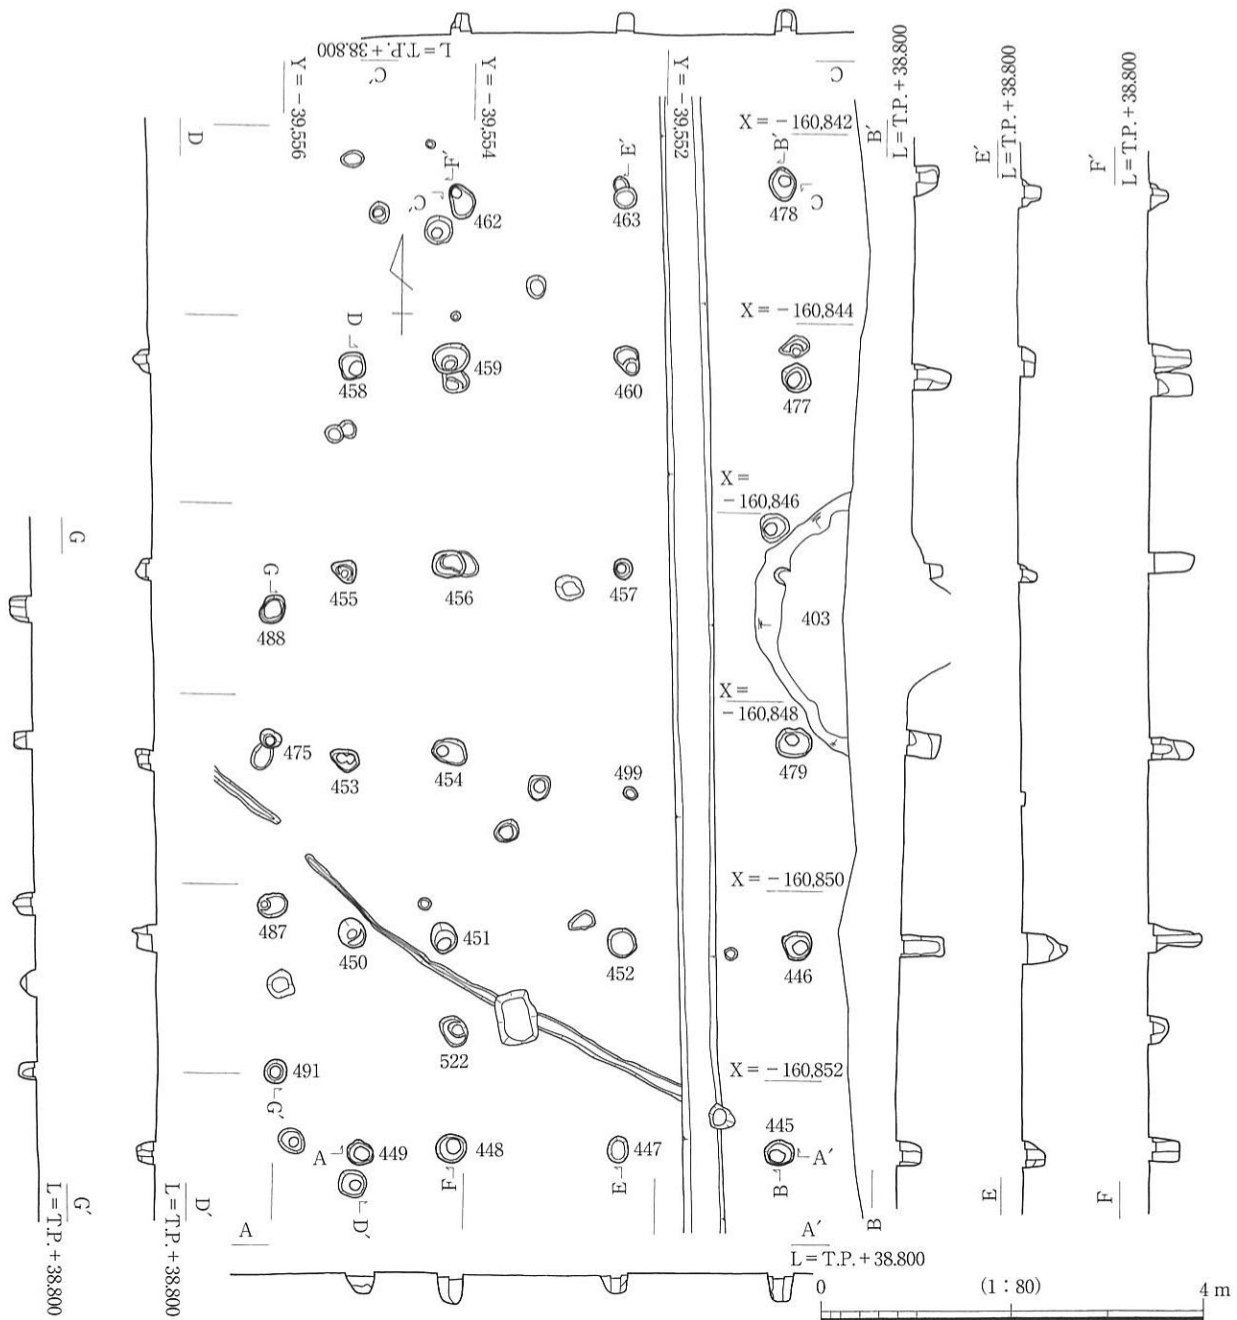 L = T.P. + 38.800
C′
C
Y = − 39,556
Y = − 39,554
Y = − 39,552
B′
L = T.P. + 38.800
E′
L = T.P. + 38.800
F′
L = T.P. + 38.800
D
X = − 160,842
F′
E′
B′
C′
C
462
463
478
X = − 160,844
D
458
459
460
477
X =
− 160,846
G
G
455
456
457
403
488
X =
− 160,848
475
453
454
499
479
X = − 160,850
487
450
451
452
446
522
X = − 160,852
491
G′
A
449
448
447
445
A′
F
E
B
D′
G′
L = T.P. + 38.800
D′
L = T.P. + 38.800
A
A′
L = T.P. + 38.800
B
E
F
0
(1 : 80)
4 m